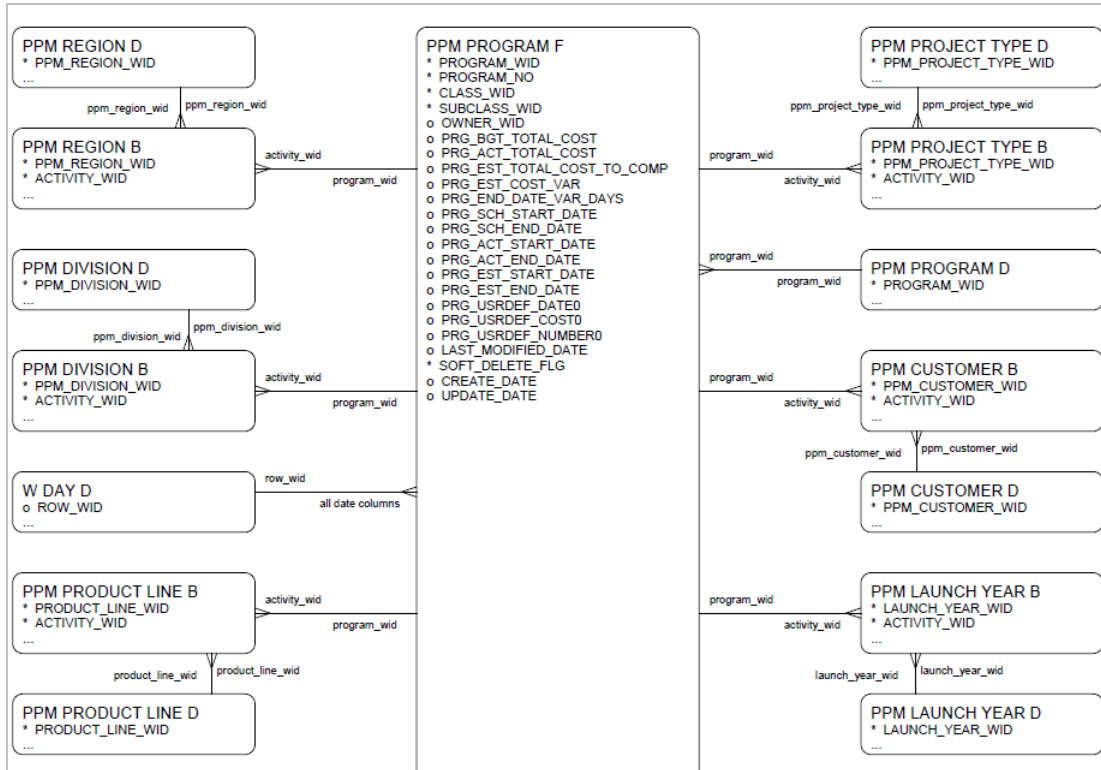 PPM REGION D
* PPM_REGION_WID
...
ppm_region_wid
ppm_region_wid
PPM REGION B
* PPM_REGION_WID
* ACTIVITY_WID
...
activity_wid
program_wid
PPM DIVISION D
* PPM_DIVISION_WID
...
ppm_division_wid
ppm_division_wid
PPM DIVISION B
* PPM_DIVISION_WID
* ACTIVITY_WID
...
activity_wid
program_wid
W DAY D
o ROW_WID
...
row_wid
all date columns
PPM PRODUCT LINE B
* PRODUCT_LINE_WID
* ACTIVITY_WID
...
activity_wid
program_wid
product_line_wid
product_line_wid
PPM PRODUCT LINE D
* PRODUCT_LINE_WID
...
PPM PROGRAM F
* PROGRAM_WID
* PROGRAM_NO
* CLASS_WID
* SUBCLASS_WID
o OWNER_WID
o PRG_BGT_TOTAL_COST
o PRG_ACT_TOTAL_COST
o PRG_EST_TOTAL_COST_TO_COMP
o PRG_EST_COST_VAR
o PRG_END_DATE_VAR_DAYS
o PRG_SCH_START_DATE
o PRG_SCH_END_DATE
o PRG_ACT_START_DATE
o PRG_ACT_END_DATE
o PRG_EST_START_DATE
o PRG_EST_END_DATE
o PRG_USRDEF_DATE0
o PRG_USRDEF_COST0
o PRG_USRDEF_NUMBER0
o LAST_MODIFIED_DATE
* SOFT_DELETE_FLG
o CREATE_DATE
o UPDATE_DATE
PPM PROJECT TYPE D
* PPM_PROJECT_TYPE_WID
...
ppm_project_type_wid
ppm_project_type_wid
PPM PROJECT TYPE B
* PPM_PROJECT_TYPE_WID
* ACTIVITY_WID
...
program_wid
activity_wid
program_wid
program_wid
PPM PROGRAM D
* PROGRAM_WID
...
program_wid
activity_wid
PPM CUSTOMER B
* PPM_CUSTOMER_WID
* ACTIVITY_WID
...
ppm_customer_wid
ppm_customer_wid
PPM CUSTOMER D
* PPM_CUSTOMER_WID
...
program_wid
activity_wid
PPM LAUNCH YEAR B
* LAUNCH_YEAR_WID
* ACTIVITY_WID
...
launch_year_wid
launch_year_wid
PPM LAUNCH YEAR D
* LAUNCH_YEAR_WID
...